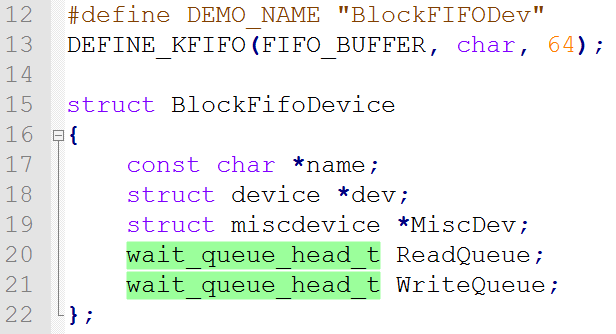 12 #define DEMO_NAME "BlockFIFODev"
13 DEFINE_KFIFO(FIFO_BUFFER, char, 64);
14
15 struct BlockFifoDevice
16 {
17     const char *name;
18     struct device *dev;
19     struct miscdevice *MiscDev;
20     wait_queue_head_t ReadQueue;
21     wait_queue_head_t WriteQueue;
22 };